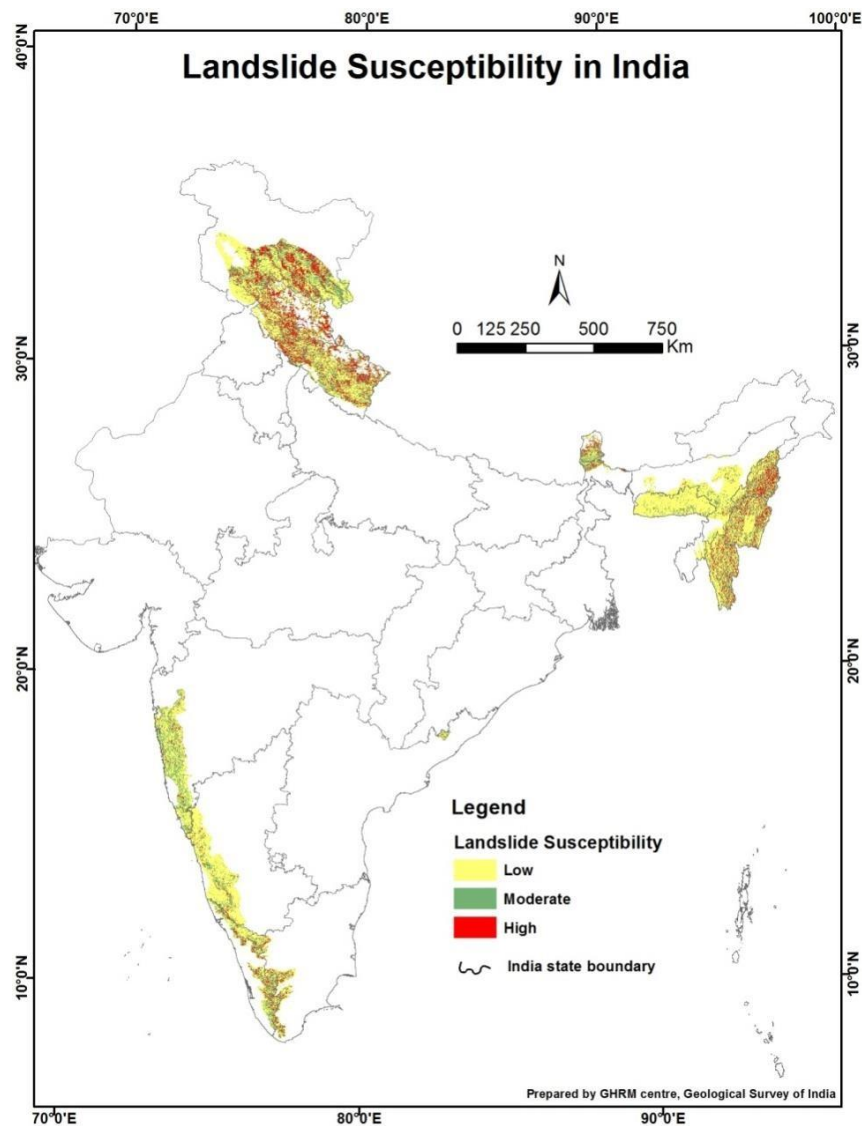 70°0'E 80°0'E 90°0'E 100°0'E
40°0'N
Landslide Susceptibility in India
N
0 125 250 500 750
Km
30°0'N 30°0'N
20°0'N 20°0'N
Legend
Landslide Susceptibility
Low
Moderate
High
India state boundary
10°0'N 10°0'N
Prepared by GHRM centre, Geological Survey of India
70°0'E 80°0'E 90°0'E